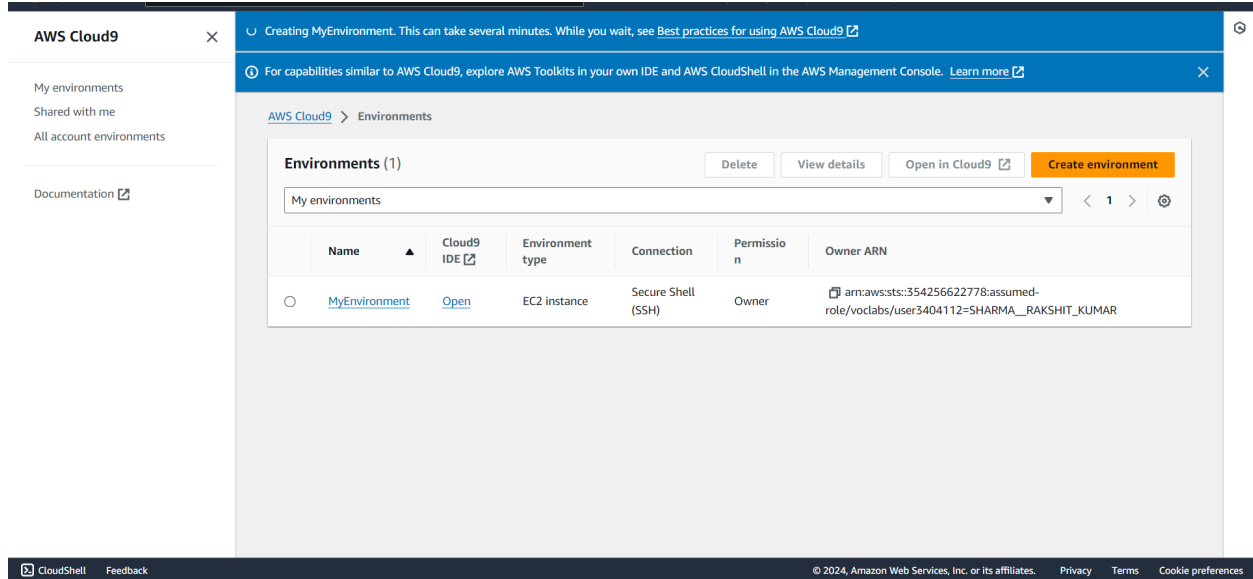 AWS Cloud9
My environments
Shared with me
All account environments
Documentation
Creating MyEnvironment. This can take several minutes. While you wait, see Best practices for using AWS Cloud9
For capabilities similar to AWS Cloud9, explore AWS Toolkits in your own IDE and AWS CloudShell in the AWS Management Console. Learn more
AWS Cloud9 > Environments
Environments (1)
Delete
View details
Open in Cloud9
Create environment
My environments
1
Name
Cloud9
IDE
Environment
type
Connection
Permissio
n
Owner ARN
MyEnvironment
Open
EC2 instance
Secure Shell
(SSH)
Owner
arn:aws:sts::354256622778:assumed-
role/voclabs/user3404112=SHARMA__RAKSHIT_KUMAR
CloudShell
Feedback
© 2024, Amazon Web Services, Inc. or its affiliates.
Privacy
Terms
Cookie preferences